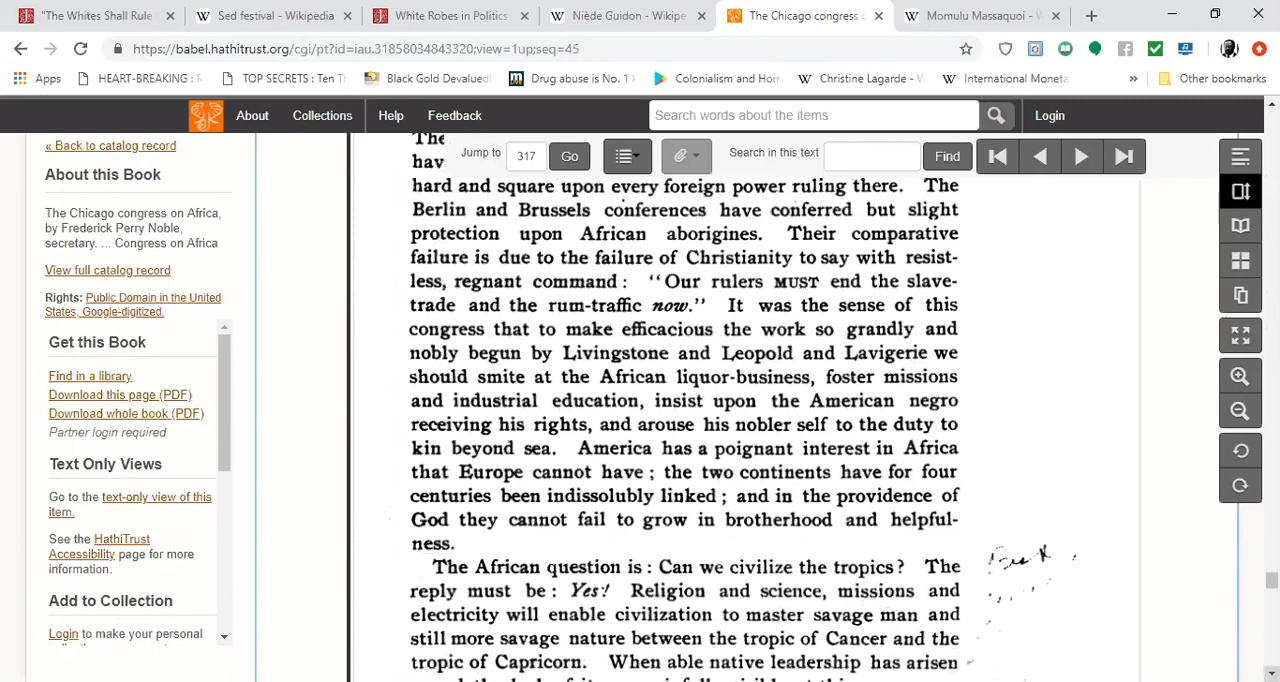 "The Whites Shall Rule
Sed festival - Wikipedia
White Robes in Politics
Niède Guidon - Wikipe
The Chicago congress o
Momulu Massaquoi - W
https://babel.hathitrust.org/cgi/pt?id=iau.31858034843320;view=1up;seq=45
Apps
HEART-BREAKING : R
TOP SECRETS : Ten Th
Black Gold Devalued
Drug abuse is No. 1
Colonialism and Hom
Christine Lagarde - W
International Moneta
»
Other bookmarks
About
Collections
Help
Feedback
Search words about the items
Login
Jump to
317
Go
Search in this text
Find
« Back to catalog record
About this Book
The Chicago congress on Africa,
by Frederick Perry Noble,
secretary. ... Congress on Africa
View full catalog record
Rights: Public Domain in the United
States, Google-digitized.
Get this Book
Find in a library
Download this page (PDF)
Download whole book (PDF)
Partner login required
Text Only Views
Go to the text-only view of this
item.
See the HathiTrust
Accessibility page for more
information.
Add to Collection
Login to make your personal
The
hav
hard and square upon every foreign power ruling there. The
Berlin and Brussels conferences have conferred but slight
protection upon African aborigines. Their comparative
failure is due to the failure of Christianity to say with resist-
less, regnant command : "Our rulers MUST end the slave-
trade and the rum-traffic now." It was the sense of this
congress that to make efficacious the work so grandly and
nobly begun by Livingstone and Leopold and Lavigerie we
should smite at the African liquor-business, foster missions
and industrial education, insist upon the American negro
receiving his rights, and arouse his nobler self to the duty to
kin beyond sea. America has a poignant interest in Africa
that Europe cannot have ; the two continents have for four
centuries been indissolubly linked ; and in the providence of
God they cannot fail to grow in brotherhood and helpful-
ness.
The African question is : Can we civilize the tropics ? The
reply must be : Yes! Religion and science, missions and
electricity will enable civilization to master savage man and
still more savage nature between the tropic of Cancer and the
tropic of Capricorn. When able native leadership has arisen